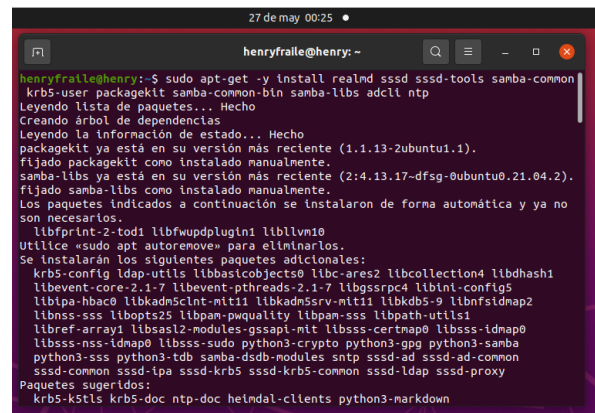 27 de may 00:25
henryfraile@henry: ~
henryfraile@henry:~$ sudo apt-get -y install realmd sssd sssd-tools samba-common
krb5-user packagekit samba-common-bin samba-libs adcli ntp
Leyendo lista de paquetes... Hecho
Creando árbol de dependencias
Leyendo la información de estado... Hecho
packagekit ya está en su versión más reciente (1.1.13-2ubuntu1.1).
fijado packagekit como instalado manualmente.
samba-libs ya está en su versión más reciente (2:4.13.17~dfsg-0ubuntu0.21.04.2).
fijado samba-libs como instalado manualmente.
Los paquetes indicados a continuación se instalaron de forma automática y ya no
son necesarios.
libfprint-2-tod1 libfwupdplugin1 libllvm10
Utilice «sudo apt autoremove» para eliminarlos.
Se instalarán los siguientes paquetes adicionales:
krb5-config ldap-utils libbasicobjects0 libc-ares2 libcollection4 libdhash1
libevent-core-2.1-7 libevent-pthreads-2.1-7 libgssrpc4 libini-config5
libipa-hbac0 libkadm5clnt-mit11 libkadm5srv-mit11 libkdb5-9 libnfsidmap2
libnss-sss libopts25 libpam-pwquality libpam-sss libpath-utils1
libref-array1 libsasl2-modules-gssapi-mit libsss-certmap0 libsss-idmap0
libsss-nss-idmap0 libsss-sudo python3-crypto python3-gpg python3-samba
python3-sss python3-tdb samba-dsdb-modules sntp sssd-ad sssd-ad-common
sssd-common sssd-ipa sssd-krb5 sssd-krb5-common sssd-ldap sssd-proxy
Paquetes sugeridos:
krb5-k5tls krb5-doc ntp-doc heimdal-clients python3-markdown